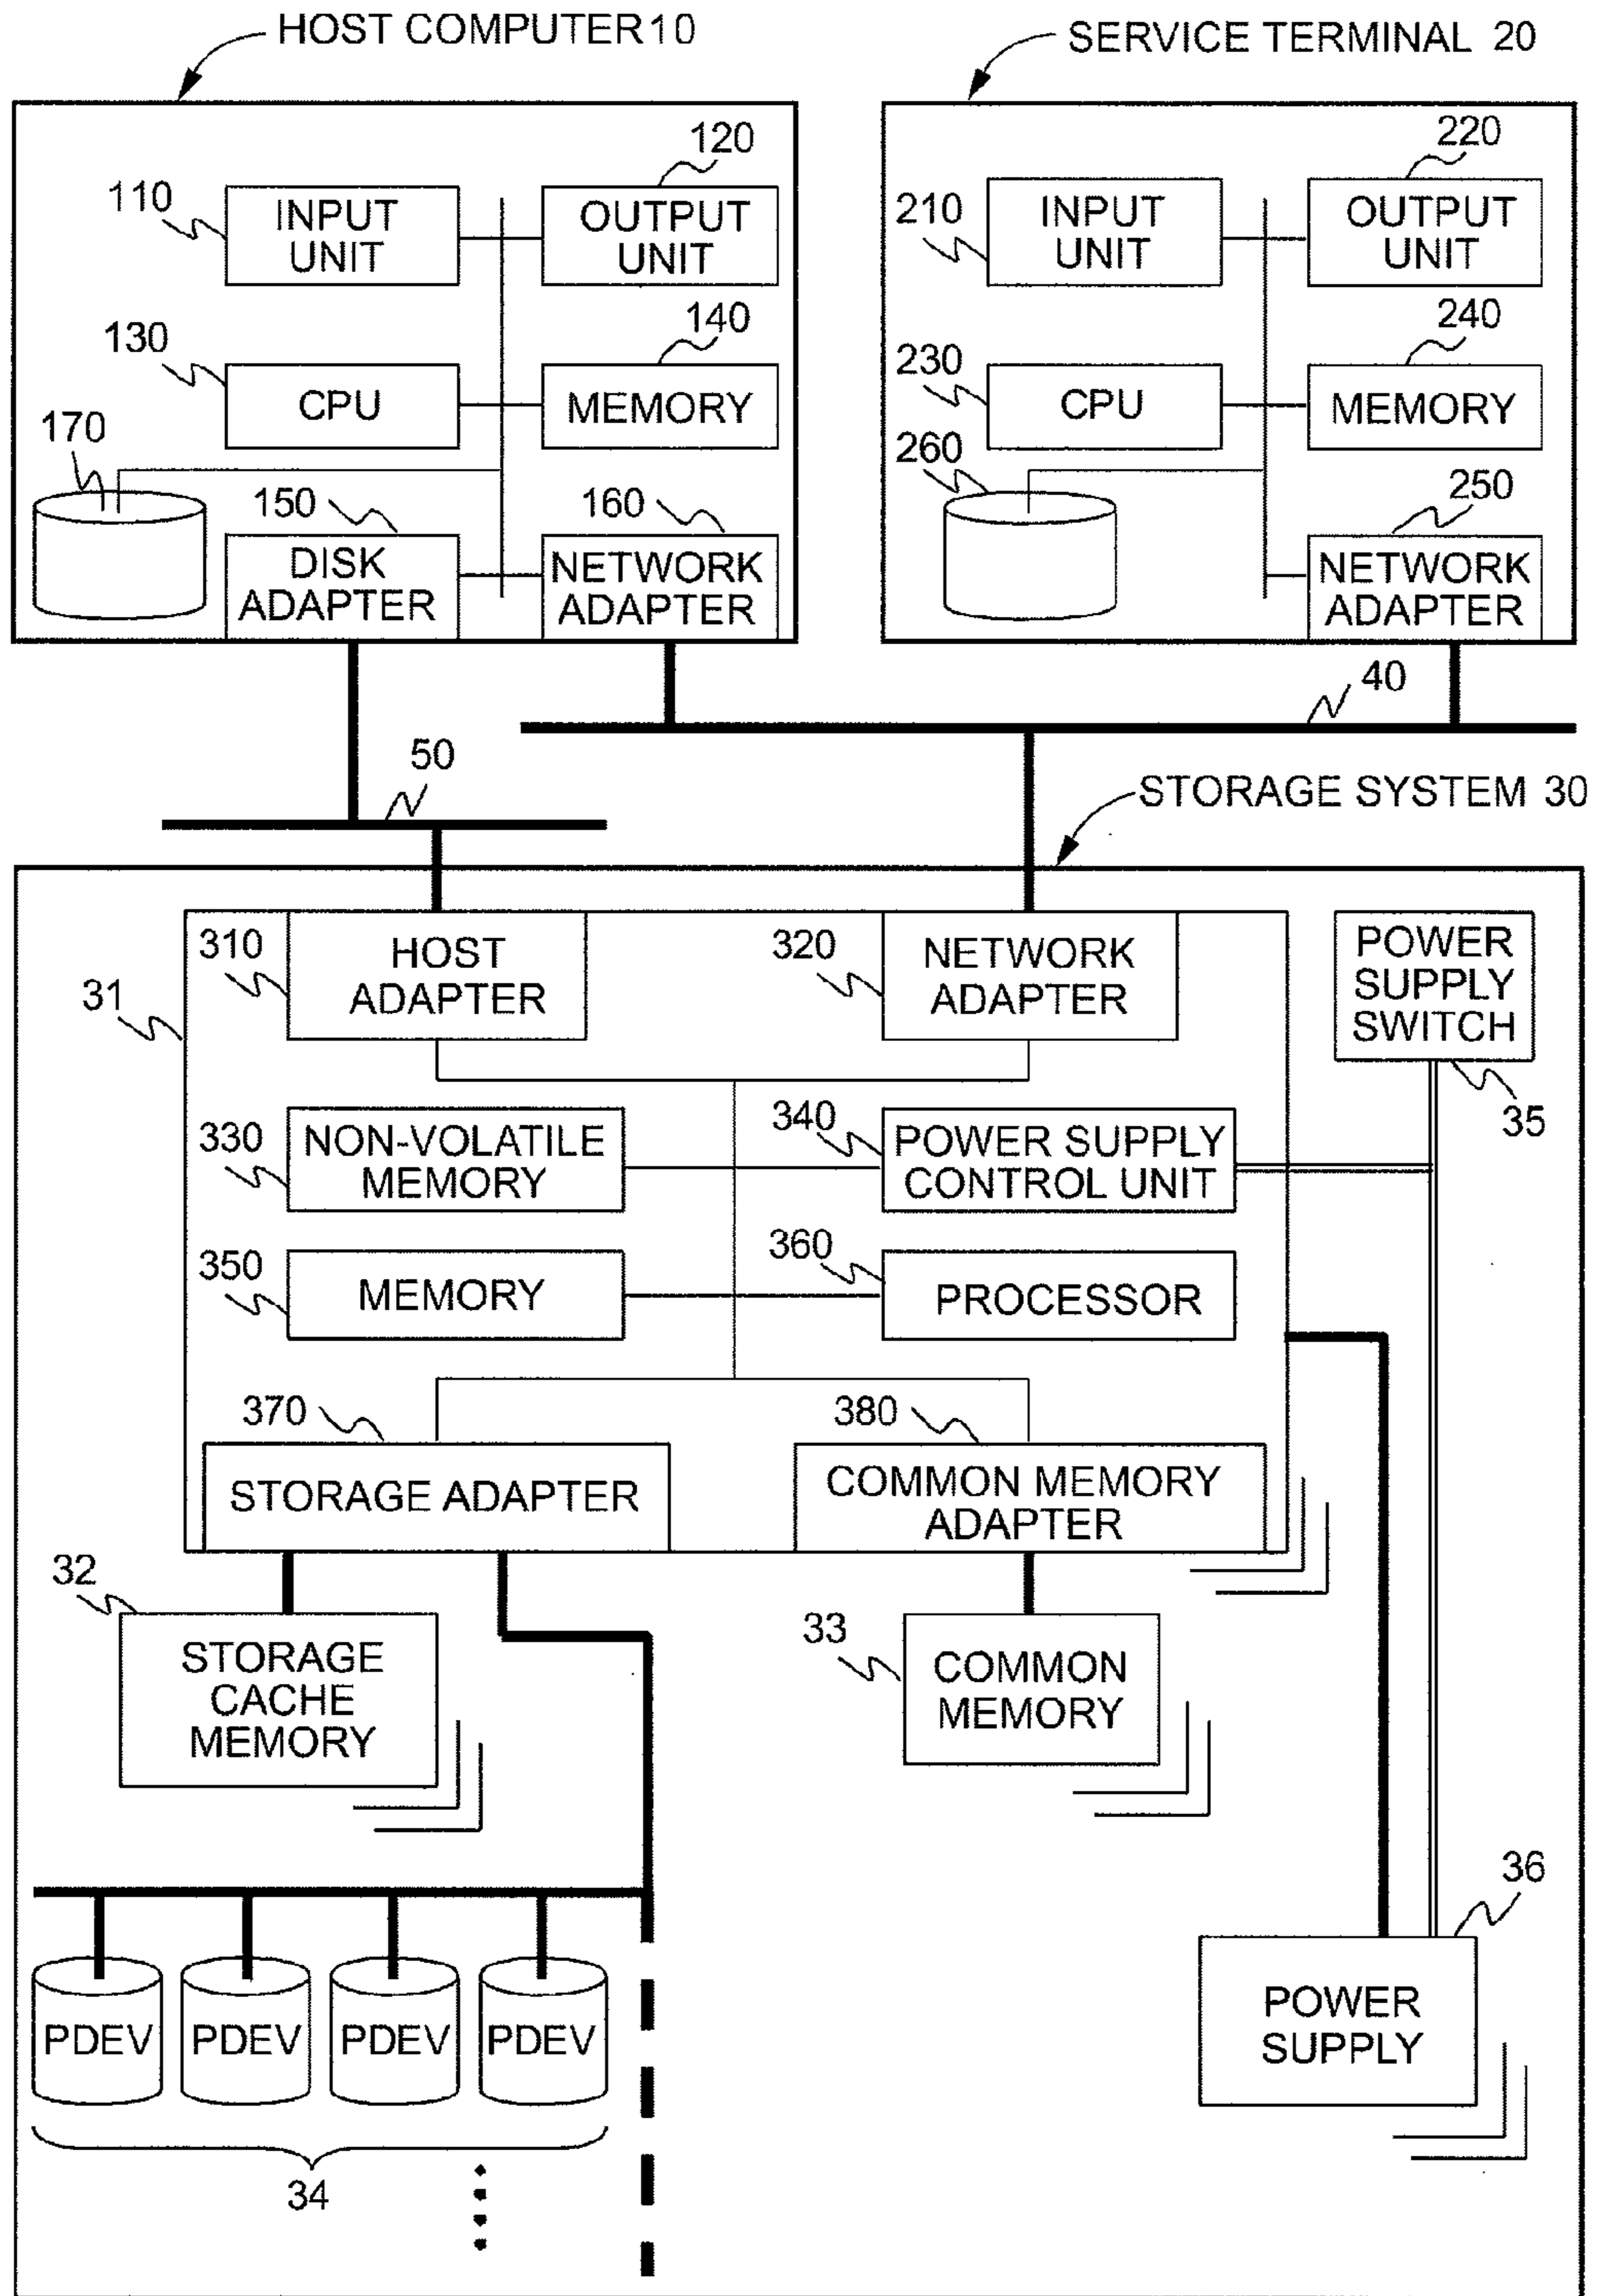 HOST COMPUTER 10
SERVICE TERMINAL 20
120
110
INPUT
UNIT
OUTPUT
UNIT
130
140
CPU
MEMORY
170
150
160
DISK
ADAPTER
NETWORK
ADAPTER
220
210
INPUT
UNIT
OUTPUT
UNIT
240
230
CPU
MEMORY
260
250
NETWORK
ADAPTER
40
50
STORAGE SYSTEM 30
310
HOST
ADAPTER
320
NETWORK
ADAPTER
POWER
SUPPLY
SWITCH
35
31
330
NON-VOLATILE
MEMORY
340
POWER SUPPLY
CONTROL UNIT
350
MEMORY
360
PROCESSOR
370
STORAGE ADAPTER
380
COMMON MEMORY
ADAPTER
32
STORAGE
CACHE
MEMORY
33
COMMON
MEMORY
36
POWER
SUPPLY
PDEV
PDEV
PDEV
PDEV
34